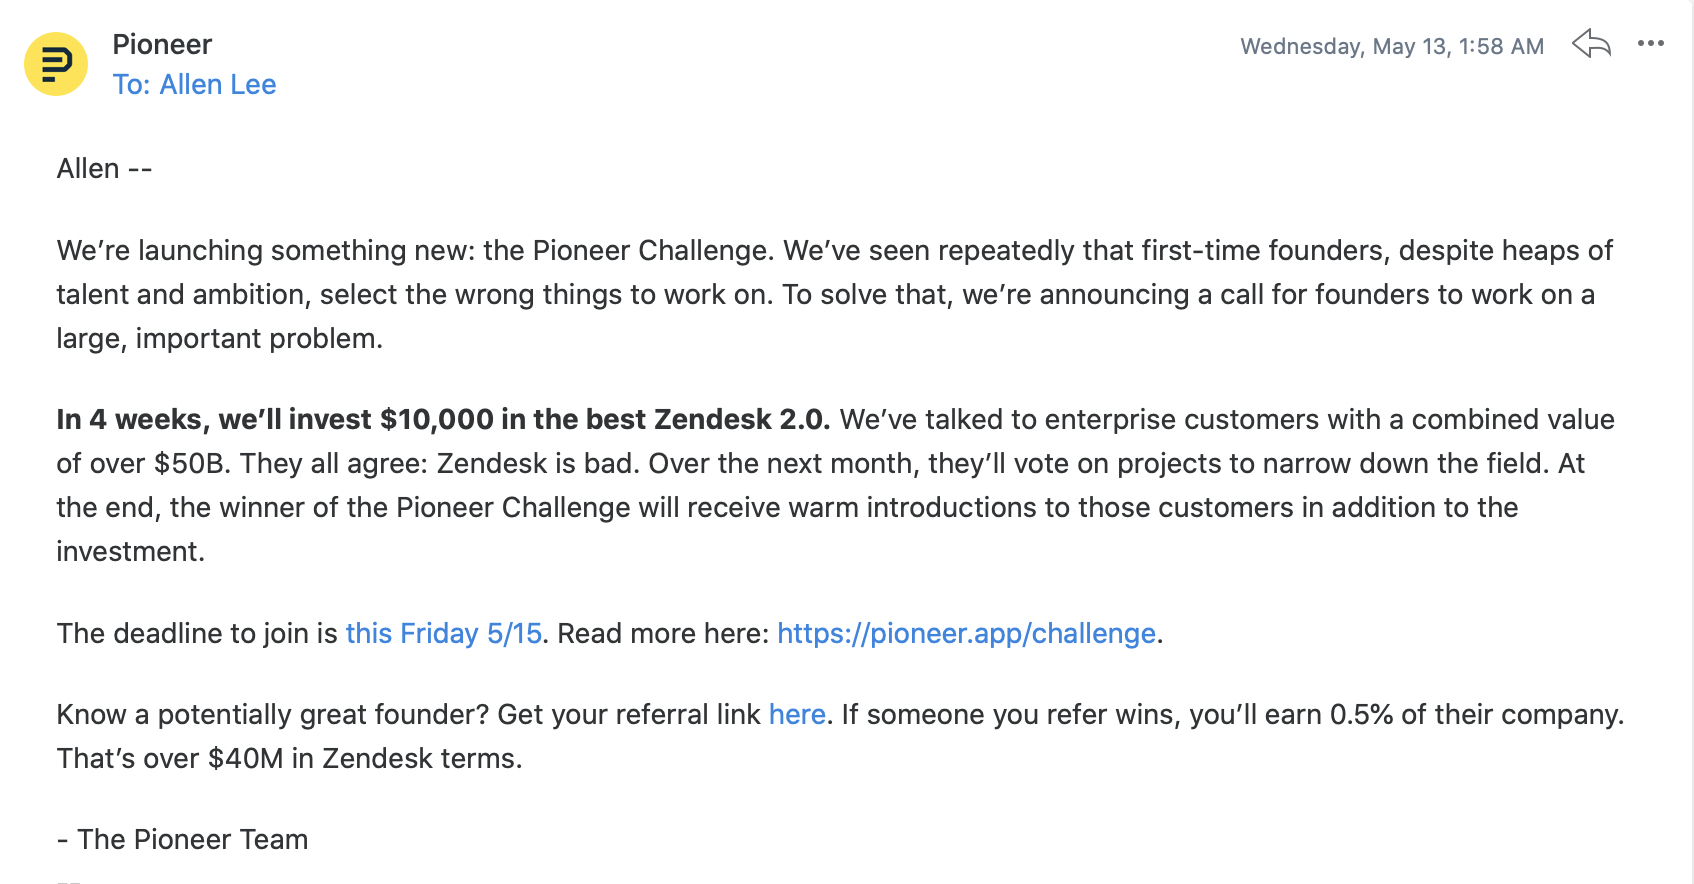 Pioneer
Wednesday, May 13, 1:58 AM
To: Allen Lee
Allen --
We’re launching something new: the Pioneer Challenge. We’ve seen repeatedly that first-time founders, despite heaps of
talent and ambition, select the wrong things to work on. To solve that, we’re announcing a call for founders to work on a
large, important problem.
In 4 weeks, we’ll invest $10,000 in the best Zendesk 2.0. We’ve talked to enterprise customers with a combined value
of over $50B. They all agree: Zendesk is bad. Over the next month, they’ll vote on projects to narrow down the field. At
the end, the winner of the Pioneer Challenge will receive warm introductions to those customers in addition to the
investment.
The deadline to join is this Friday 5/15. Read more here: https://pioneer.app/challenge.
Know a potentially great founder? Get your referral link here. If someone you refer wins, you’ll earn 0.5% of their company.
That’s over $40M in Zendesk terms.
- The Pioneer Team
--